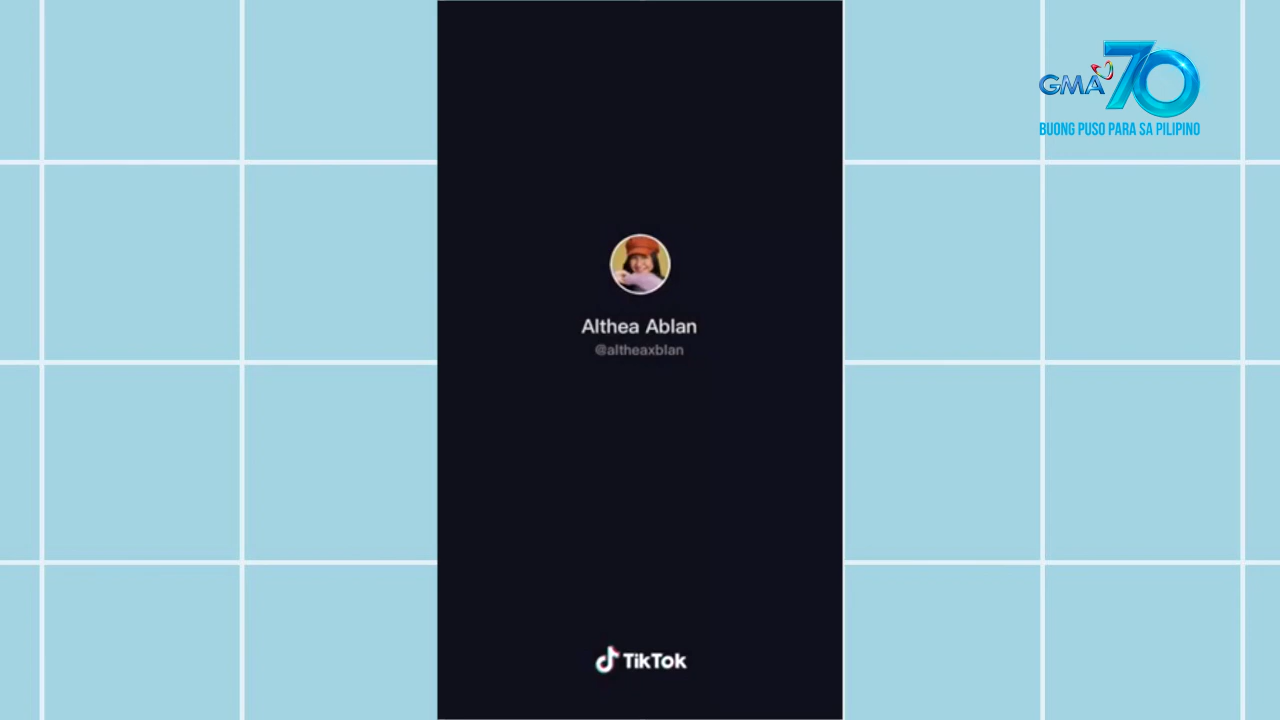 GMA 70
BUONG PUSO PARA SA PILIPINO
Althea Ablan
@altheaxblan
TikTok